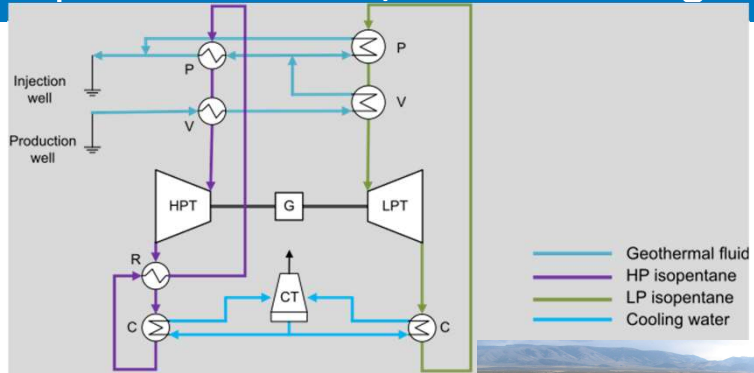 P
P
Injection
well
V
V
Production
well
HPT
G
LPT
R
Geothermal fluid
HP isopentane
CT
LP isopentane
C
C
Cooling water